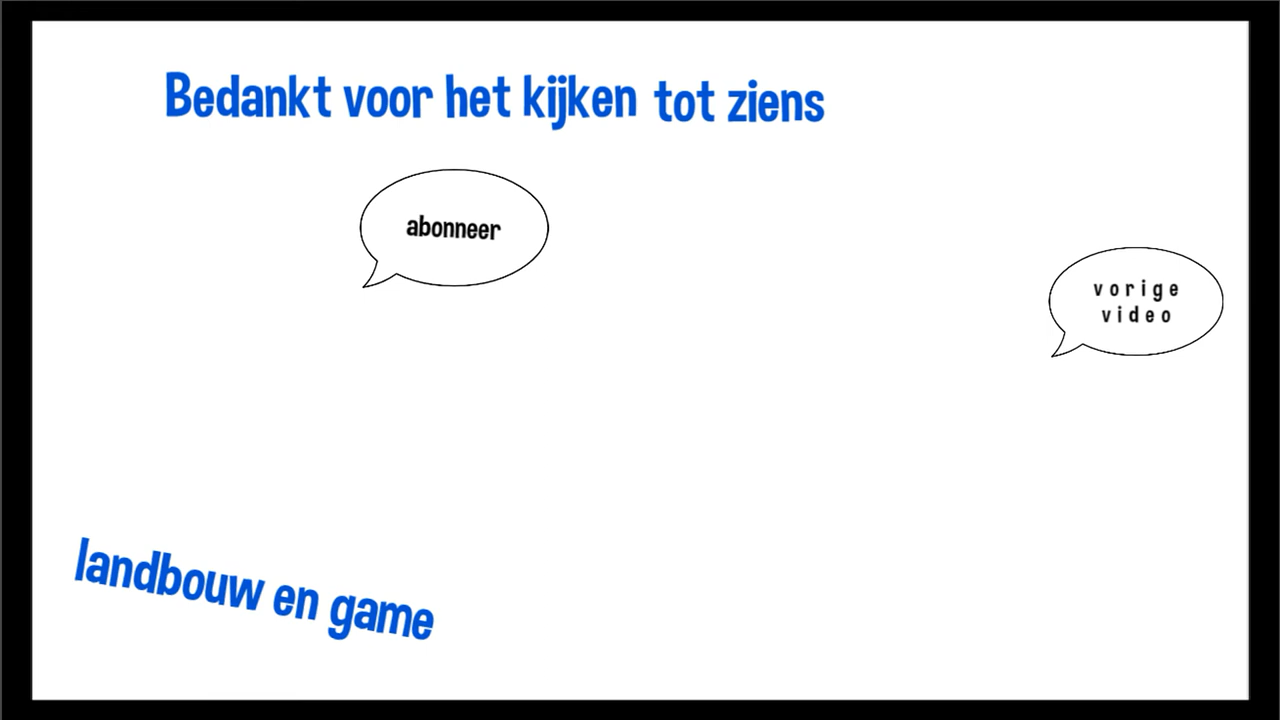 Bedankt voor het kijken tot ziens
abonneer
vorige
video
landbouw en game